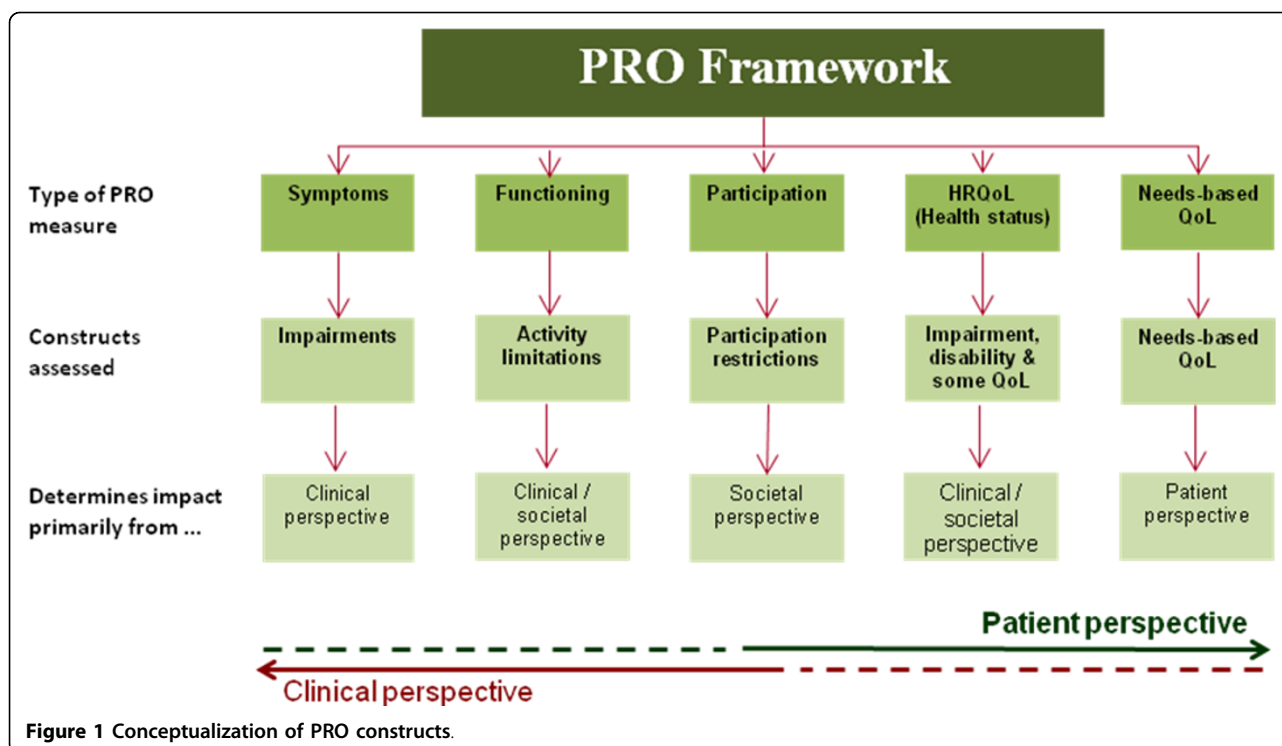 PRO Framework
Type of PRO
measure
Symptoms
Functioning
Participation
HRQoL
(Health status)
Needs-based
QoL
Constructs
assessed
Impairments
Activity
limitations
Participation
restrictions
Impairment,
disability &
some QoL
Needs-based
QoL
Determines impact
primarily from ...
Clinical
perspective
Clinical /
societal
perspective
Societal
perspective
Clinical /
societal
perspective
Patient
perspective
Patient perspective
Clinical perspective
Figure 1 Conceptualization of PRO constructs.